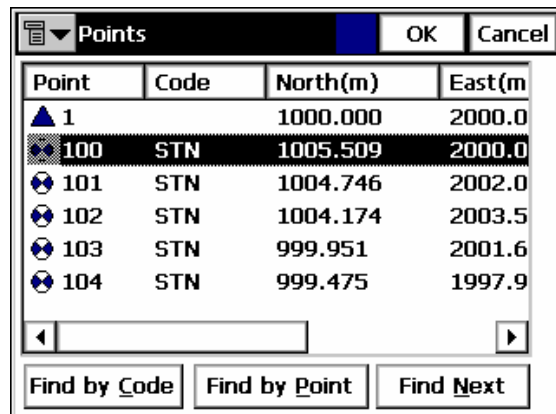 Points OK Cancel
Point Code North(m) East(m
1 1000.000 2000.0
100 STN 1005.509 2000.0
101 STN 1004.746 2002.0
102 STN 1004.174 2003.5
103 STN 999.951 2001.6
104 STN 999.475 1997.9
Find by Code Find by Point Find Next